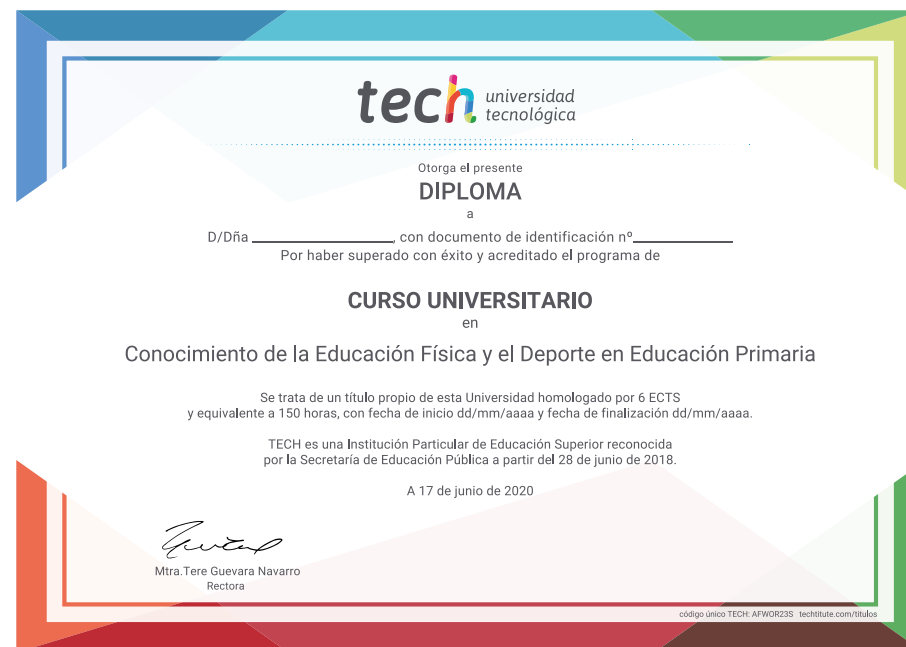 tech universidad
tecnológica
Otorga el presente
DIPLOMA
a
D/Dña ____________________, con documento de identificación nº______________
Por haber superado con éxito y acreditado el programa de
CURSO UNIVERSITARIO
en
Conocimiento de la Educación Física y el Deporte en Educación Primaria
Se trata de un título propio de esta Universidad homologado por 6 ECTS
y equivalente a 150 horas, con fecha de inicio dd/mm/aaaa y fecha de finalización dd/mm/aaaa.
TECH es una Institución Particular de Educación Superior reconocida
por la Secretaría de Educación Pública a partir del 28 de junio de 2018.
A 17 de junio de 2020
Mtra.Tere Guevara Navarro
Rectora
código único TECH: AFWOR23S techtitute.com/titulos